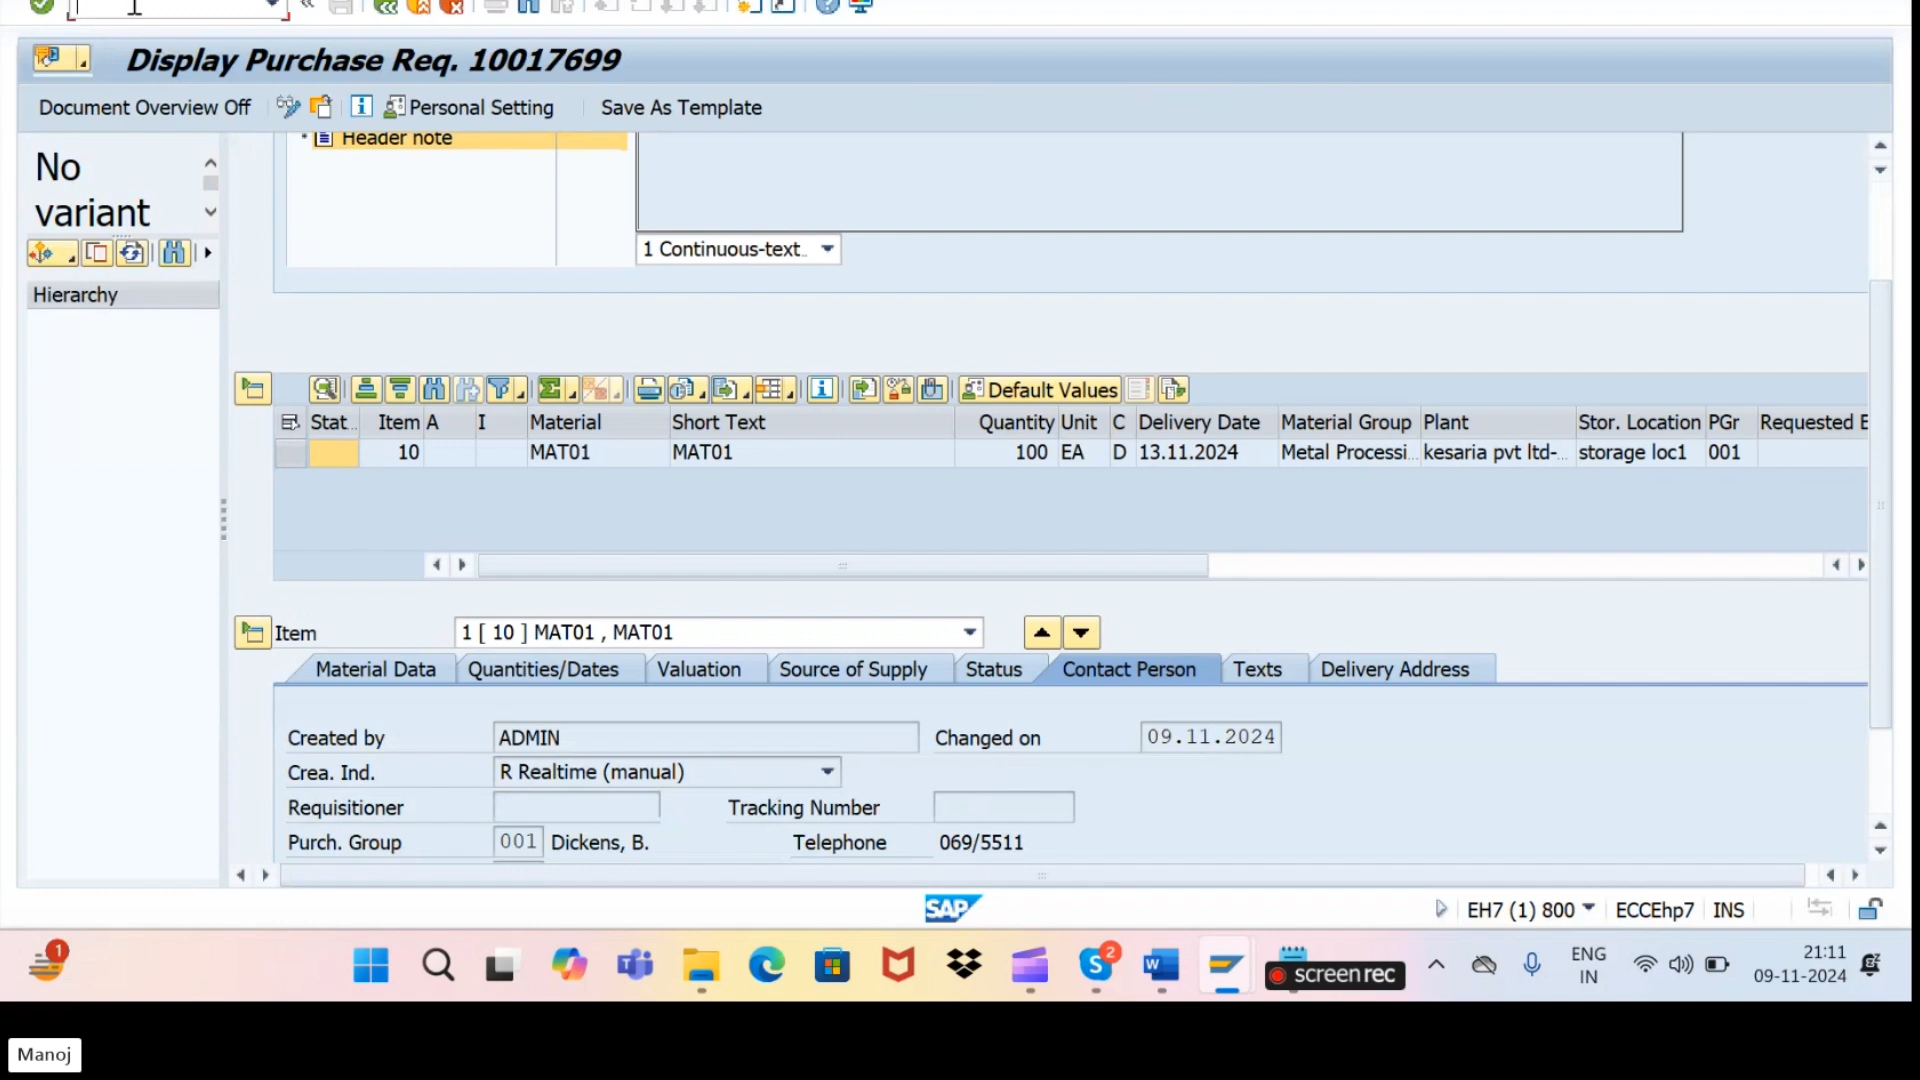 Display Purchase Req. 10017699
Document Overview Off Personal Setting Save As Template
No
variant
Hierarchy
Header note
1 Continuous-text..
Default Values
Stat... Item A I Material Short Text Quantity Unit C Delivery Date Material Group Plant Stor. Location PGr Requested B
10 MAT01 MAT01 100 EA D 13.11.2024 Metal Processi... kesaria pvt ltd-... storage loc1 001
Item 1 [ 10 ] MAT01 , MAT01
Material Data Quantities/Dates Valuation Source of Supply Status Contact Person Texts Delivery Address
Created by ADMIN Changed on 09.11.2024
Crea. Ind. R Realtime (manual)
Requisitioner Tracking Number
Purch. Group 001 Dickens, B. Telephone 069/5511
SAP EH7 (1) 800 ECCEhp7 INS
1 2 screenrec ENG
IN 21:11
09-11-2024
Manoj